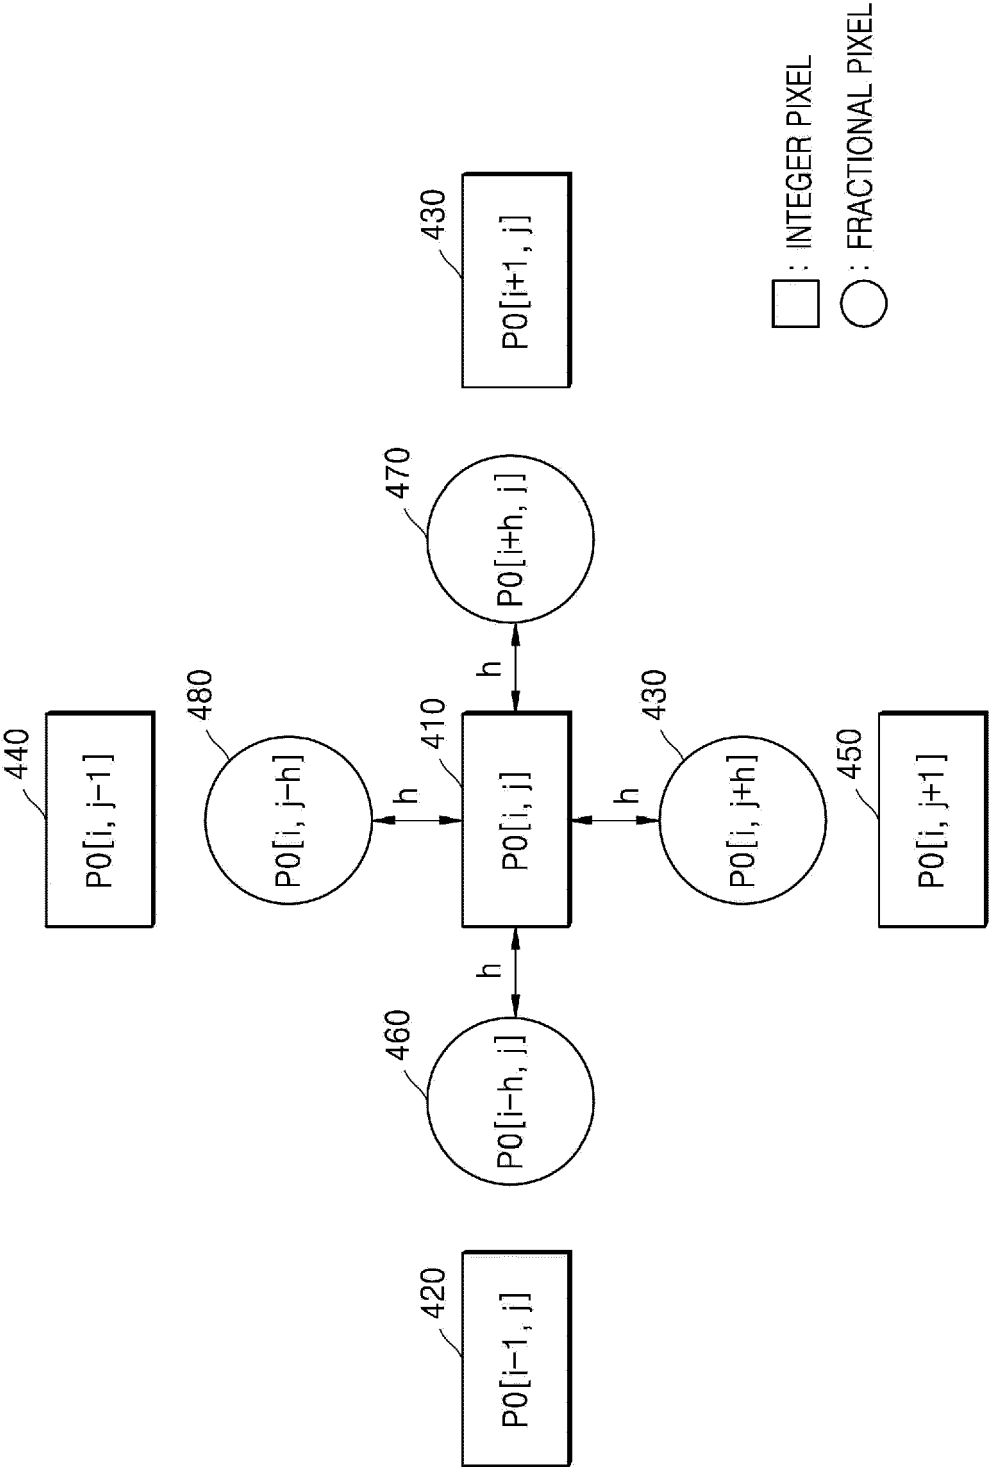 440
P0[i, j−1]
480
P0[i, j−h]
h
420
P0[i−1, j]
460
P0[i−h, j]
h
410
P0[i, j]
h
470
P0[i+h, j]
430
P0[i+1, j]
h
430
P0[i, j+h]
450
P0[i, j+1]
: INTEGER PIXEL
: FRACTIONAL PIXEL